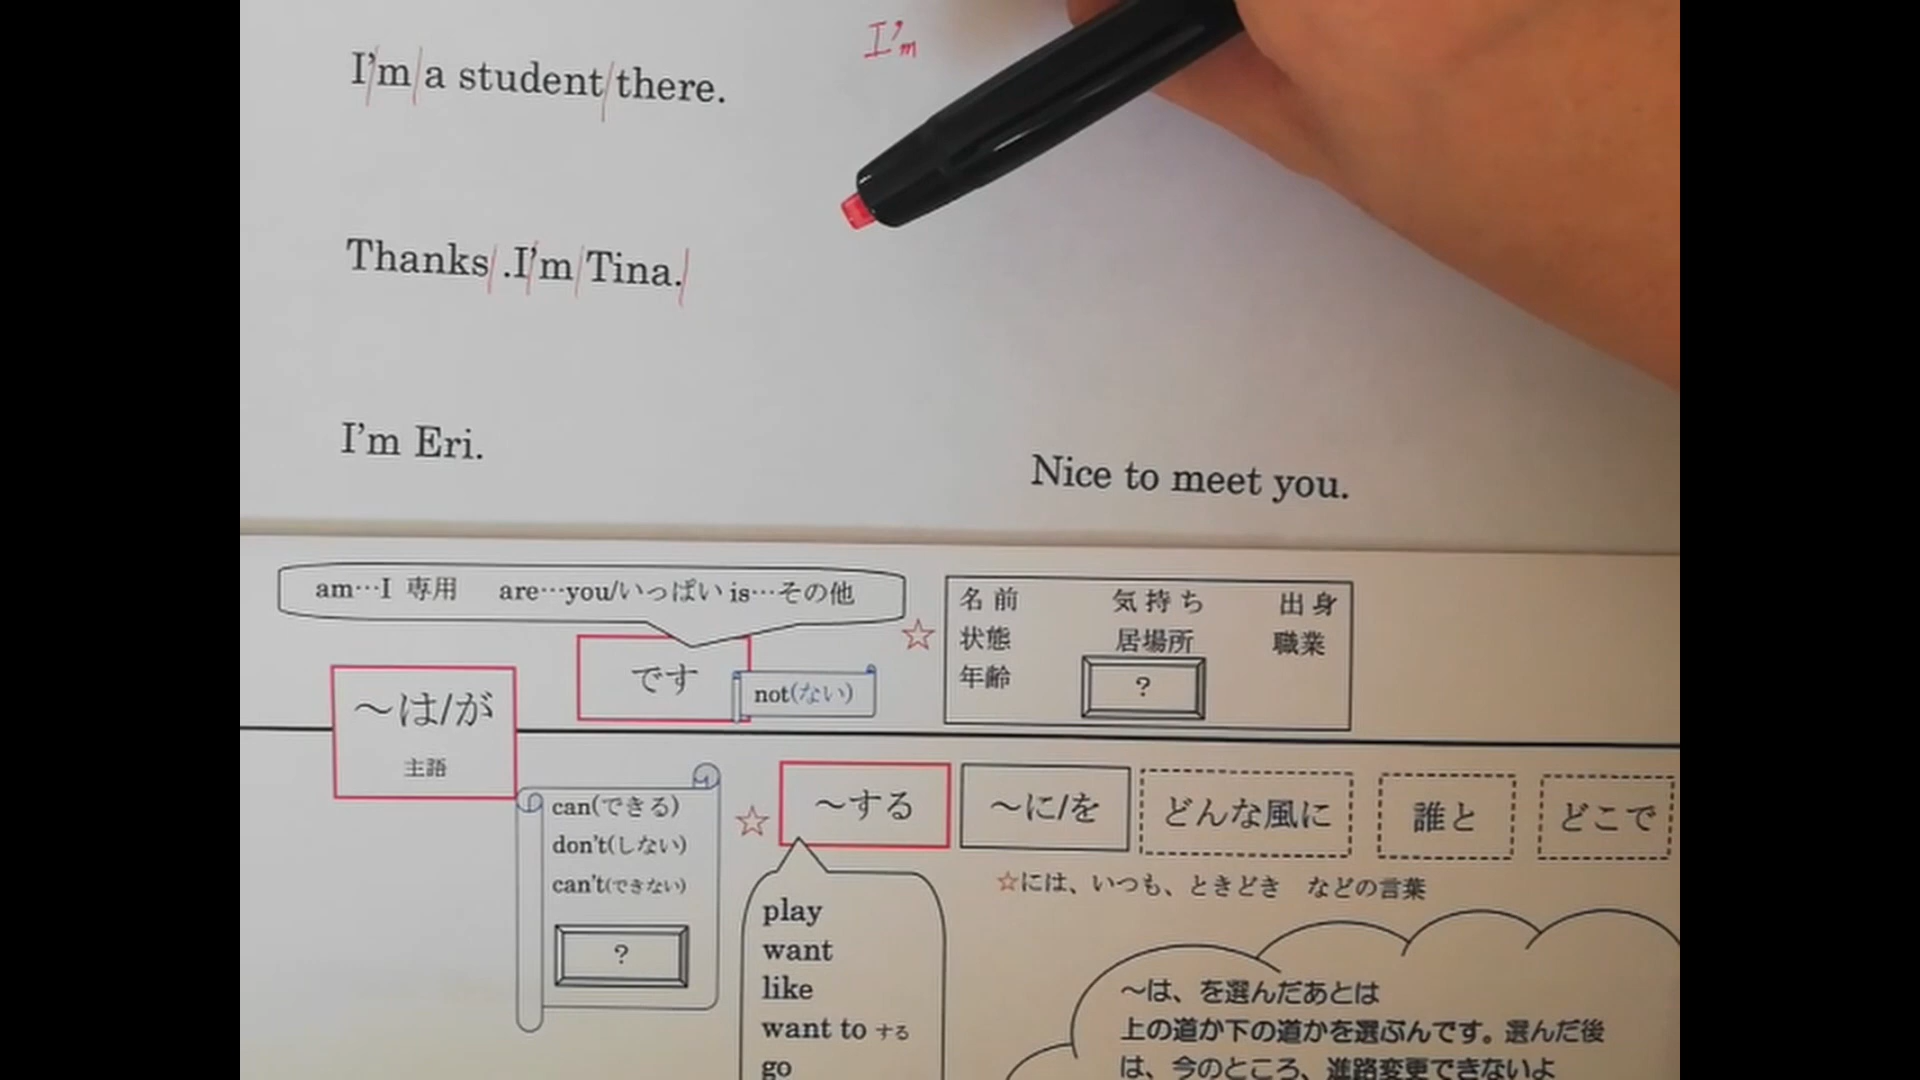 I'm
I'm a student there.
Thanks .I'm Tina.
I'm Eri.
Nice to meet you.
am…I 専用 are…you/いっぱい is…その他
です
not(ない)
☆
名前 気持ち 出身
状態 居場所 職業
年齢
?
～は/が
主語
can(できる)
don't(しない)
can't(できない)
?
☆
～する
～に/を
どんな風に
誰と
どこで
☆には、いつも、ときどき などの言葉
play
want
like
want to する
go
～は、を選んだあとは
上の道か下の道かを選ぶんです。選んだ後
は、今のところ、進路変更できないよ